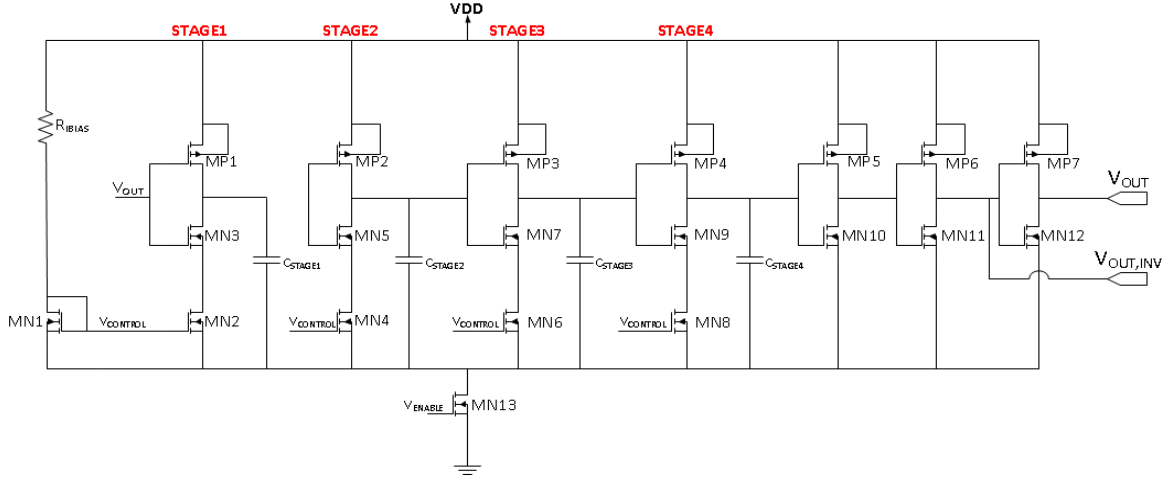 VDD
STAGE1 STAGE2 STAGE3 STAGE4
RIBIAS
MP1 MP2 MP3 MP4 MP5 MP6 MP7
VOUT VOUT
MN3 MN5 MN7 MN9 MN10 MN11 MN12
CSTAGE1 CSTAGE2 CSTAGE3 CSTAGE4 VOUT,INV
MN1 VCONTROL MN2 VCONTROL MN4 VCONTROL MN6 VCONTROL MN8
VENABLE MN13